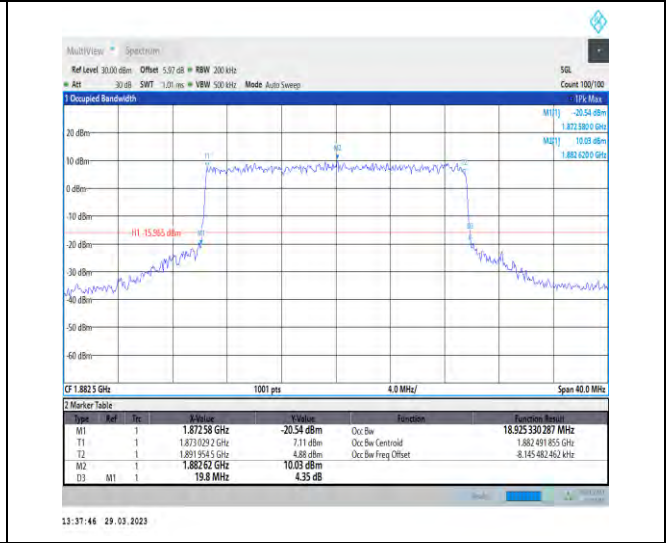 MultiView Spectrum
Ref Level 30.00 dBm Offset 5.97 dB RBW 200 kHz SGL
Att 30 dB SWT 1.01 ms VBW 500 kHz Mode Auto Sweep Count 100/100
1 Occupied Bandwidth 1Pk Max
M1[1] -20.54 dBm
1.872 580 0 GHz
M2[1] 10.03 dBm
1.882 620 0 GHz
20 dBm
M2
T1
10 dBm
0 dBm
-10 dBm
H1 -15.965 dBm M1
-20 dBm
-30 dBm
-40 dBm
-50 dBm
-60 dBm
CF 1.882 5 GHz 1001 pts 4.0 MHz/ Span 40.0 MHz
2 Marker Table
Type Ref Trc X-Value Y-Value Function Function Result
M1 1 1.872 58 GHz -20.54 dBm Occ Bw 18.925 330 287 MHz
T1 1 1.873 029 2 GHz 7.11 dBm Occ Bw Centroid 1.882 491 855 GHz
T2 1 1.891 954 5 GHz 4.88 dBm Occ Bw Freq Offset -8.145 482 462 kHz
M2 1 1.882 62 GHz 10.03 dBm
D3 M1 1 19.8 MHz 4.35 dB
13:37:46 29.03.2023